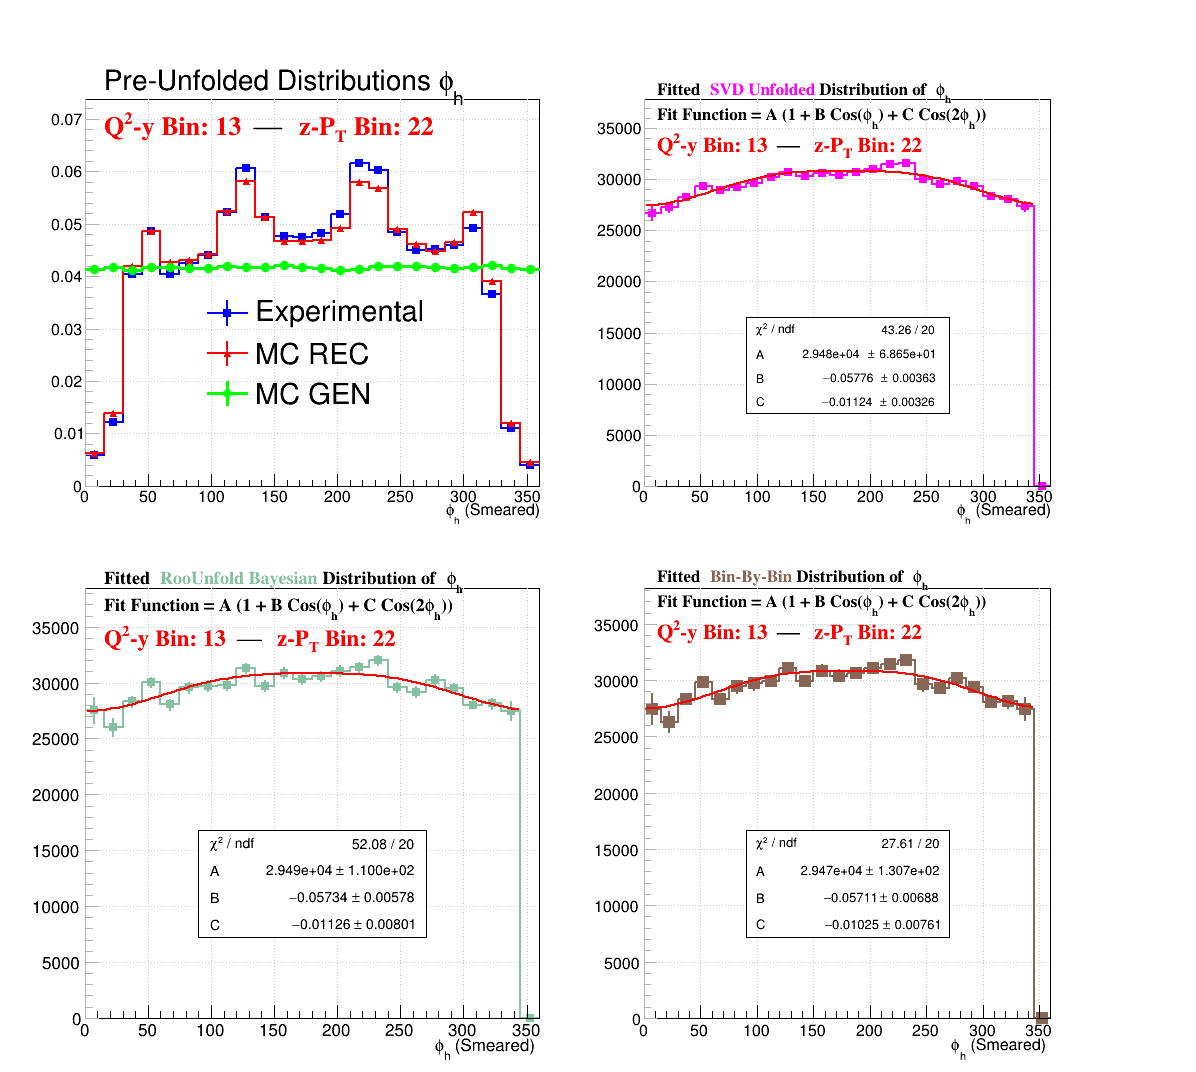 Pre-Unfolded Distributions ϕh
Q2-y Bin: 13 — z-PT Bin: 22
0.07
0.06
0.05
0.04
0.03
0.02
0.01
0
Experimental
MC REC
MC GEN
0 50 100 150 200 250 300 350
ϕh (Smeared)
Fitted SVD Unfolded Distribution of ϕh
Fit Function = A (1 + B Cos(ϕh) + C Cos(2ϕh))
Q2-y Bin: 13 — z-PT Bin: 22
35000
30000
25000
20000
15000
10000
5000
0
χ2 / ndf 43.26 / 20
A 2.948e+04 ± 6.865e+01
B −0.05776 ± 0.00363
C −0.01124 ± 0.00326
0 50 100 150 200 250 300 350
ϕh (Smeared)
Fitted RooUnfold Bayesian Distribution of ϕh
Fit Function = A (1 + B Cos(ϕh) + C Cos(2ϕh))
Q2-y Bin: 13 — z-PT Bin: 22
35000
30000
25000
20000
15000
10000
5000
0
χ2 / ndf 52.08 / 20
A 2.949e+04 ± 1.100e+02
B −0.05734 ± 0.00578
C −0.01126 ± 0.00801
0 50 100 150 200 250 300 350
ϕh (Smeared)
Fitted Bin-By-Bin Distribution of ϕh
Fit Function = A (1 + B Cos(ϕh) + C Cos(2ϕh))
Q2-y Bin: 13 — z-PT Bin: 22
35000
30000
25000
20000
15000
10000
5000
0
χ2 / ndf 27.61 / 20
A 2.947e+04 ± 1.307e+02
B −0.05711 ± 0.00688
C −0.01025 ± 0.00761
0 50 100 150 200 250 300 350
ϕh (Smeared)